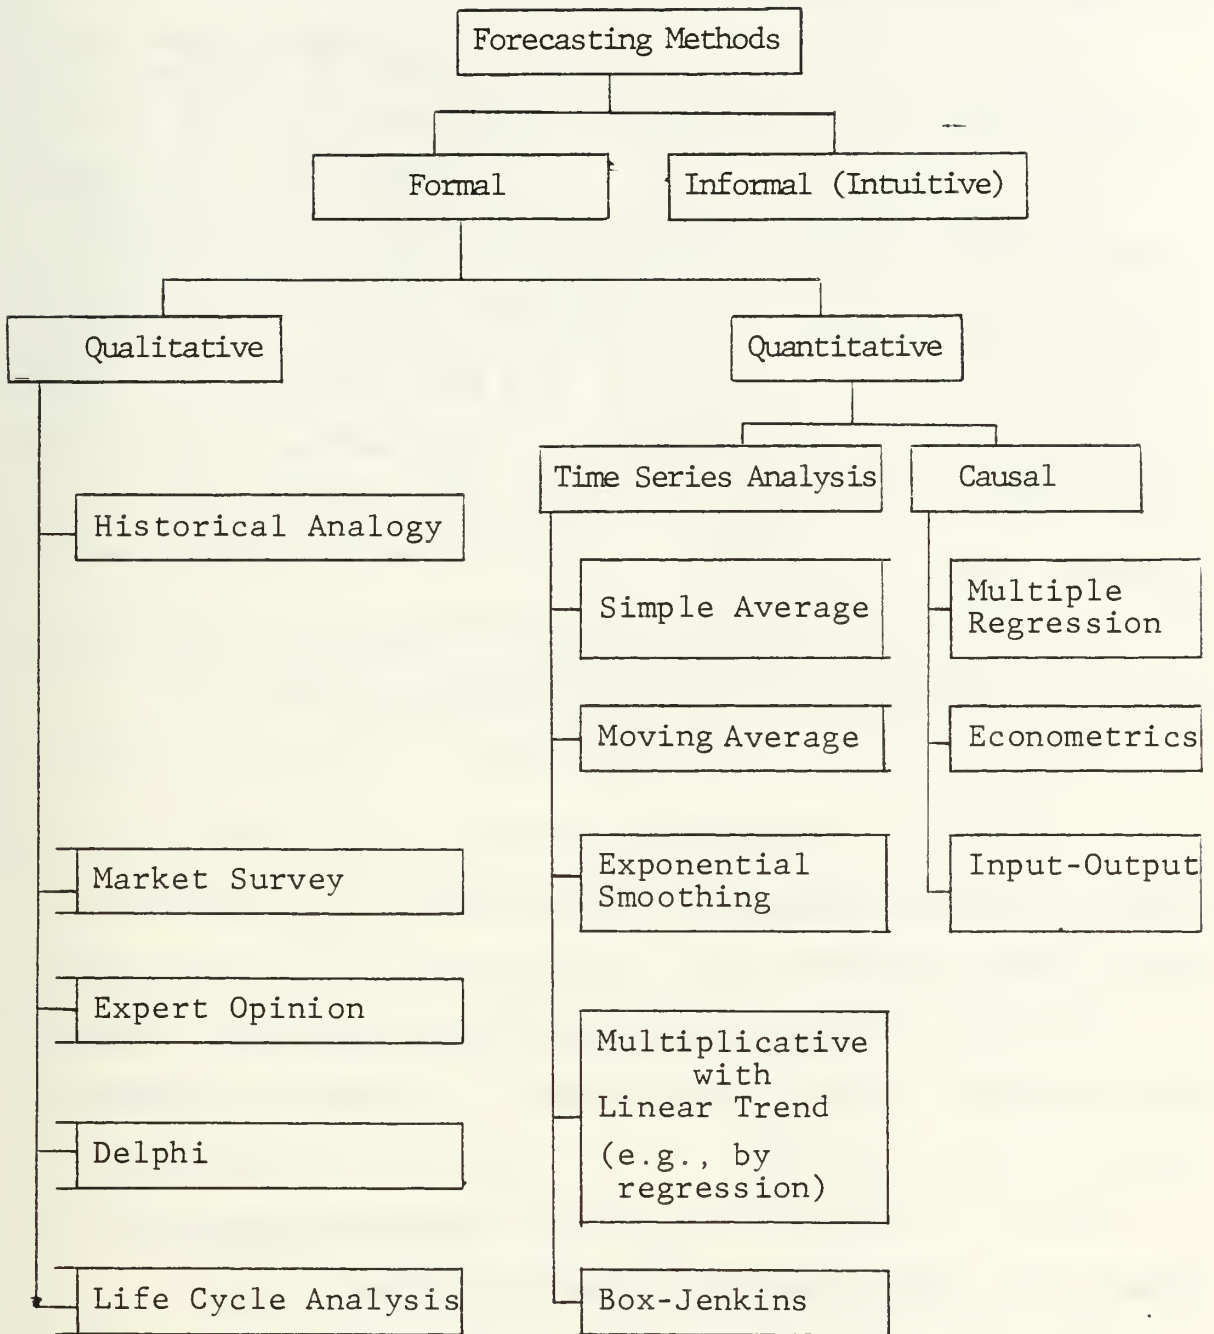 Forecasting Methods
Formal
Informal (Intuitive)
Qualitative
Quantitative
Time Series Analysis
Causal
Historical Analogy
Simple Average
Multiple
Regression
Moving Average
Econometrics
Market Survey
Exponential
Smoothing
Input-Output
Expert Opinion
Multiplicative
with
Linear Trend
(e.g., by
regression)
Delphi
Life Cycle Analysis
Box-Jenkins